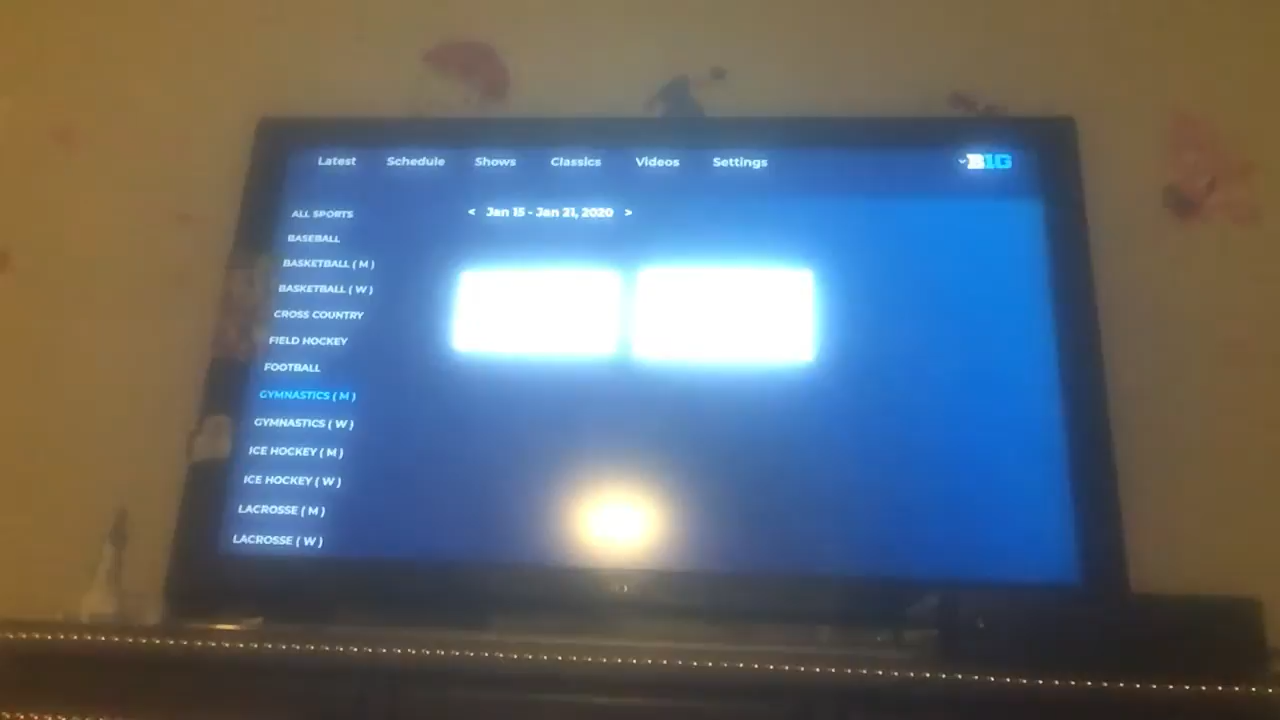 Latest Schedule Shows Classics Videos Settings B1G
< Jan 15 - Jan 21, 2020 >
ALL SPORTS
BASEBALL
BASKETBALL ( M )
BASKETBALL ( W )
CROSS COUNTRY
FIELD HOCKEY
FOOTBALL
GYMNASTICS ( M )
GYMNASTICS ( W )
ICE HOCKEY ( M )
ICE HOCKEY ( W )
LACROSSE ( M )
LACROSSE ( W )